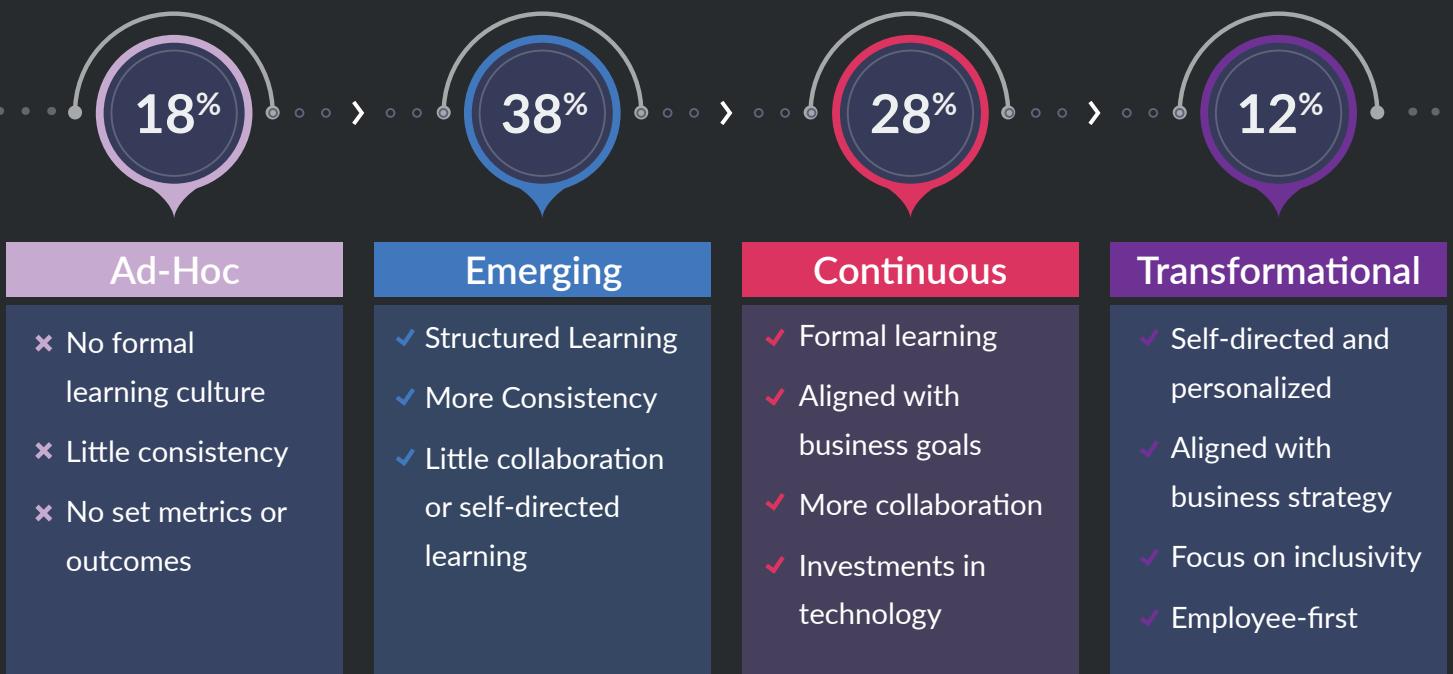 18%
38%
28%
12%
Ad-Hoc
Emerging
Continuous
Transformational
No formal
learning culture
Little consistency
No set metrics or
outcomes
Structured Learning
More Consistency
Little collaboration
or self-directed
learning
Formal learning
Aligned with
business goals
More collaboration
Investments in
technology
Self-directed and
personalized
Aligned with
business strategy
Focus on inclusivity
Employee-first